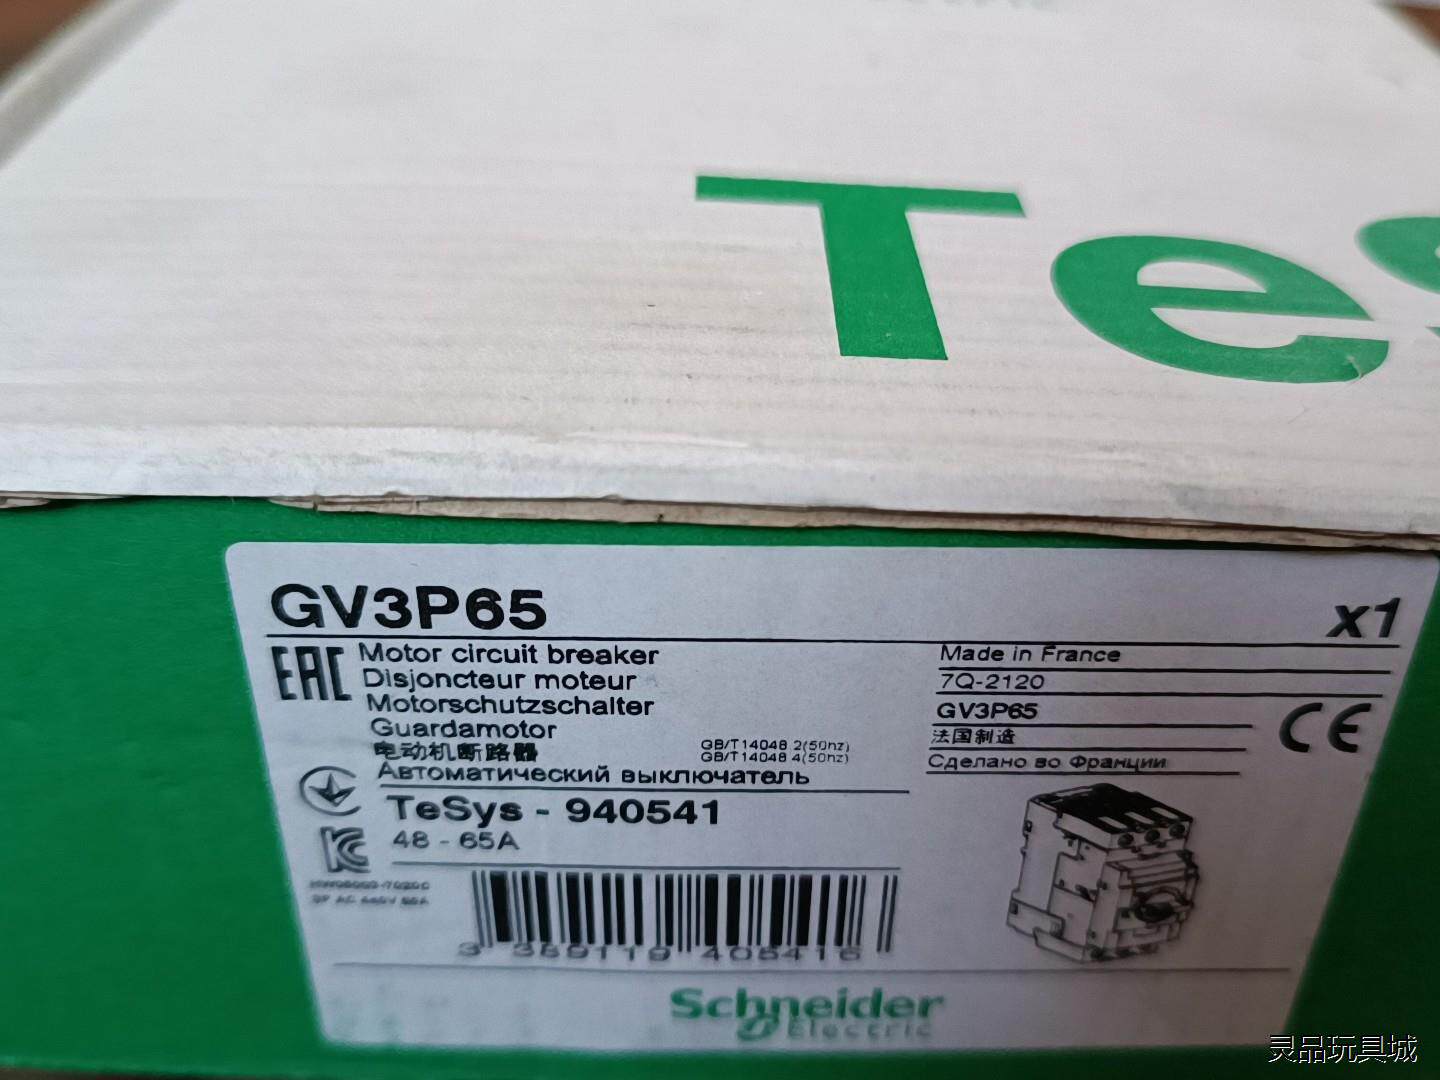 TeS
GV3P65
x1
EAC
Motor circuit breaker
Disjoncteur moteur
Motorschutzschalter
Guardamotor
电动机断路器
GB/T14048 2(50hz)
GB/T14048 4(50hz)
Автоматический выключатель
TeSys - 940541
48 - 65A
Made in France
7Q-2120
GV3P65
法国制造
Сделано во Франции
CE
3 389119 405416
Schneider
Electric
灵品玩具城